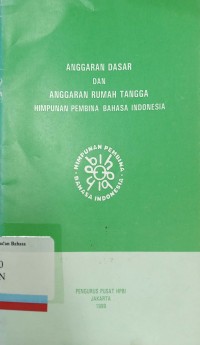 ANGGARAN DASAR
DAN
ANGGARAN RUMAH TANGGA
HIMPUNAN PEMBINA BAHASA INDONESIA
HIMPUNAN PEMBINA
BAHASA INDONESIA
PENGURUS PUSAT HPBI
JAKARTA